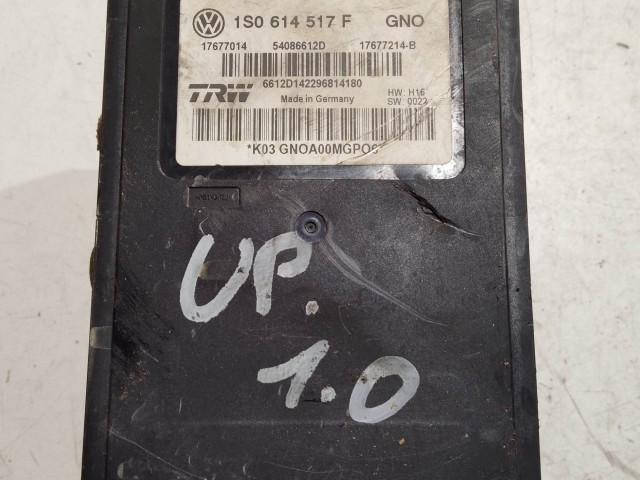 1S0 614 517 F GNO
17677014 54086612D 17677214-B
6612D142296814180
TRW Made in Germany HW: H16
SW: 0022
*K03 GNOA00MGPO6*
UP.
1.0